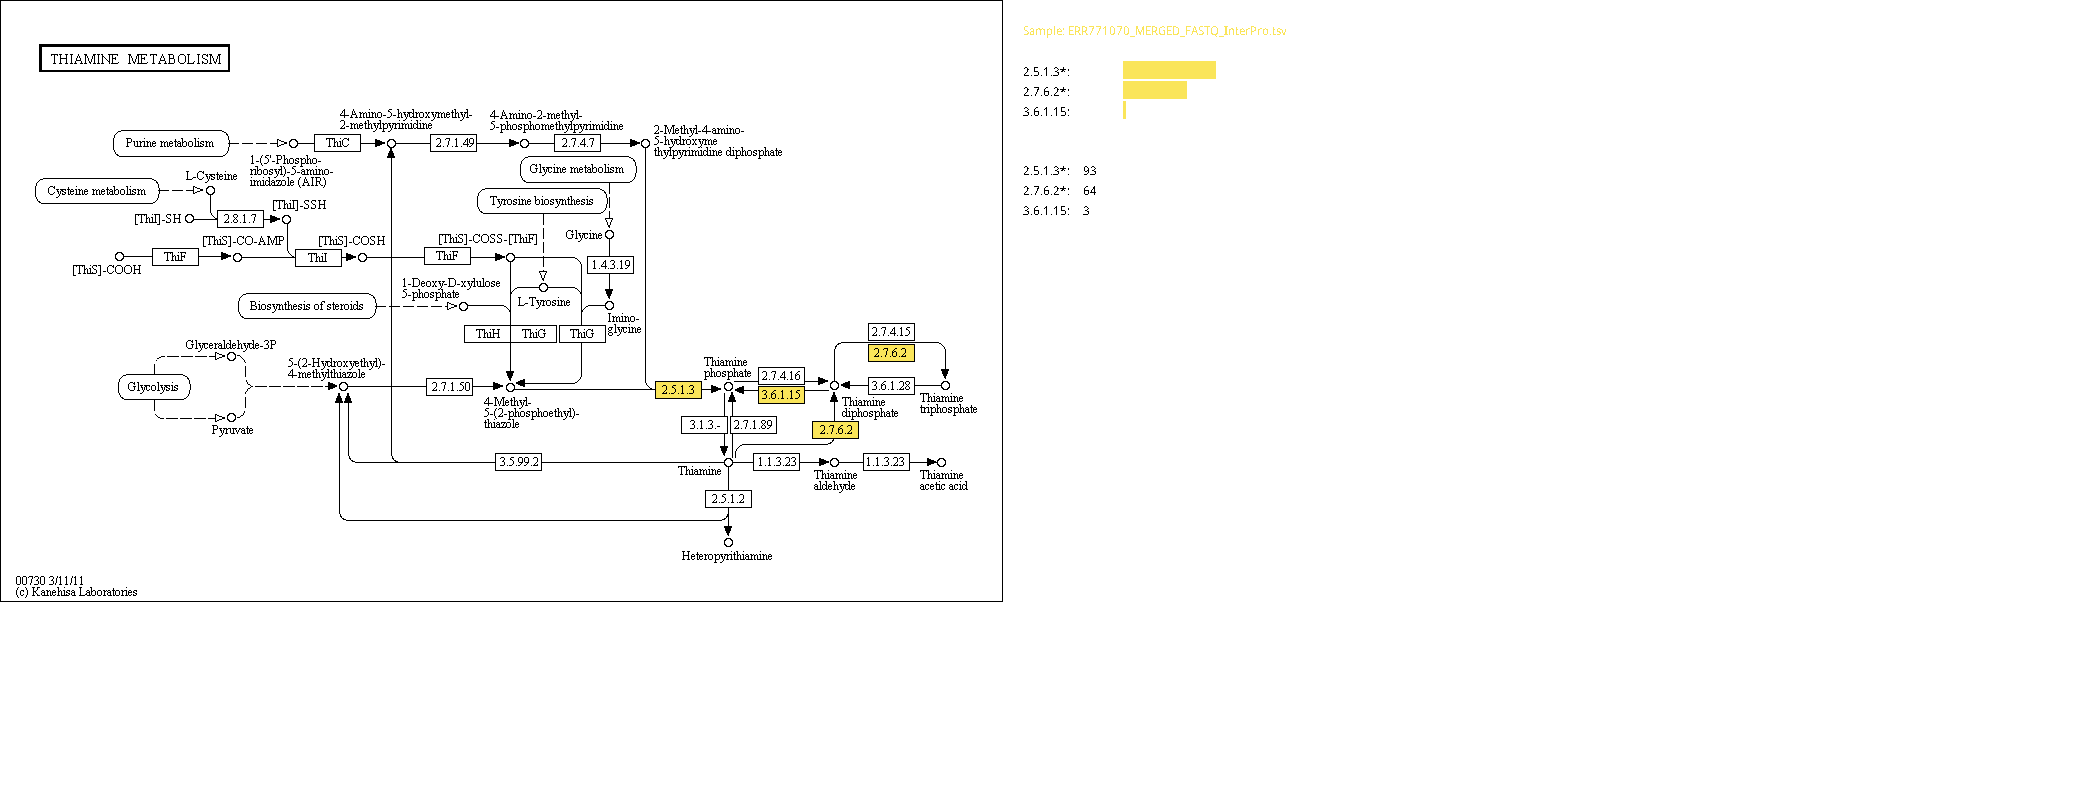 THIAMINE METABOLISM
Sample: ERR771070_MERGED_FASTQ_InterPro.tsv
2.5.1.3*:
2.7.6.2*:
3.6.1.15:
2.5.1.3*: 93
2.7.6.2*: 64
3.6.1.15: 3
4-Amino-5-hydroxymethyl-
2-methylpyrimidine
4-Amino-2-methyl-
5-phosphomethylpyrimidine
2-Methyl-4-amino-
5-hydroxyme
thylpyrimidine diphosphate
Purine metabolism
ThiC
2.7.1.49
2.7.4.7
1-(5'-Phospho-
ribosyl)-5-amino-
imidazole (AIR)
Glycine metabolism
L-Cysteine
Cysteine metabolism
Tyrosine biosynthesis
[ThiI]-SSH
[ThiI]-SH
2.8.1.7
[ThiS]-CO-AMP
[ThiS]-COSH
[ThiS]-COSS-[ThiF]
Glycine
ThiF
ThiI
ThiF
[ThiS]-COOH
1.4.3.19
1-Deoxy-D-xylulose
5-phosphate
Biosynthesis of steroids
L-Tyrosine
Imino-
glycine
ThiH
ThiG
ThiG
2.7.4.15
2.7.6.2
Glyceraldehyde-3P
5-(2-Hydroxyethyl)-
4-methylthiazole
Thiamine
phosphate
Glycolysis
2.7.1.50
2.5.1.3
2.7.4.16
3.6.1.15
3.6.1.28
4-Methyl-
5-(2-phosphoethyl)-
thiazole
Thiamine
diphosphate
Thiamine
triphosphate
Pyruvate
3.1.3.-
2.7.1.89
2.7.6.2
3.5.99.2
Thiamine
1.1.3.23
1.1.3.23
Thiamine
aldehyde
Thiamine
acetic acid
2.5.1.2
Heteropyrithiamine
00730 3/11/11
(c) Kanehisa Laboratories